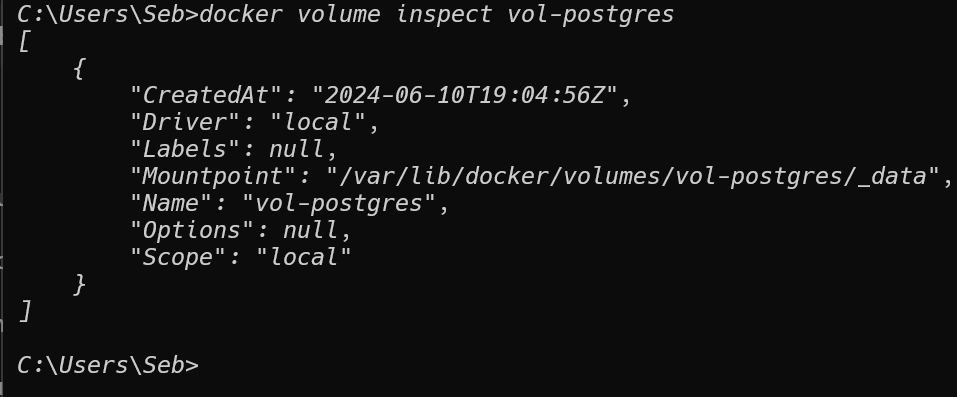 C:\Users\Seb>docker volume inspect vol-postgres
[
    {
        "CreatedAt": "2024-06-10T19:04:56Z",
        "Driver": "local",
        "Labels": null,
        "Mountpoint": "/var/lib/docker/volumes/vol-postgres/_data",
        "Name": "vol-postgres",
        "Options": null,
        "Scope": "local"
    }
]

C:\Users\Seb>